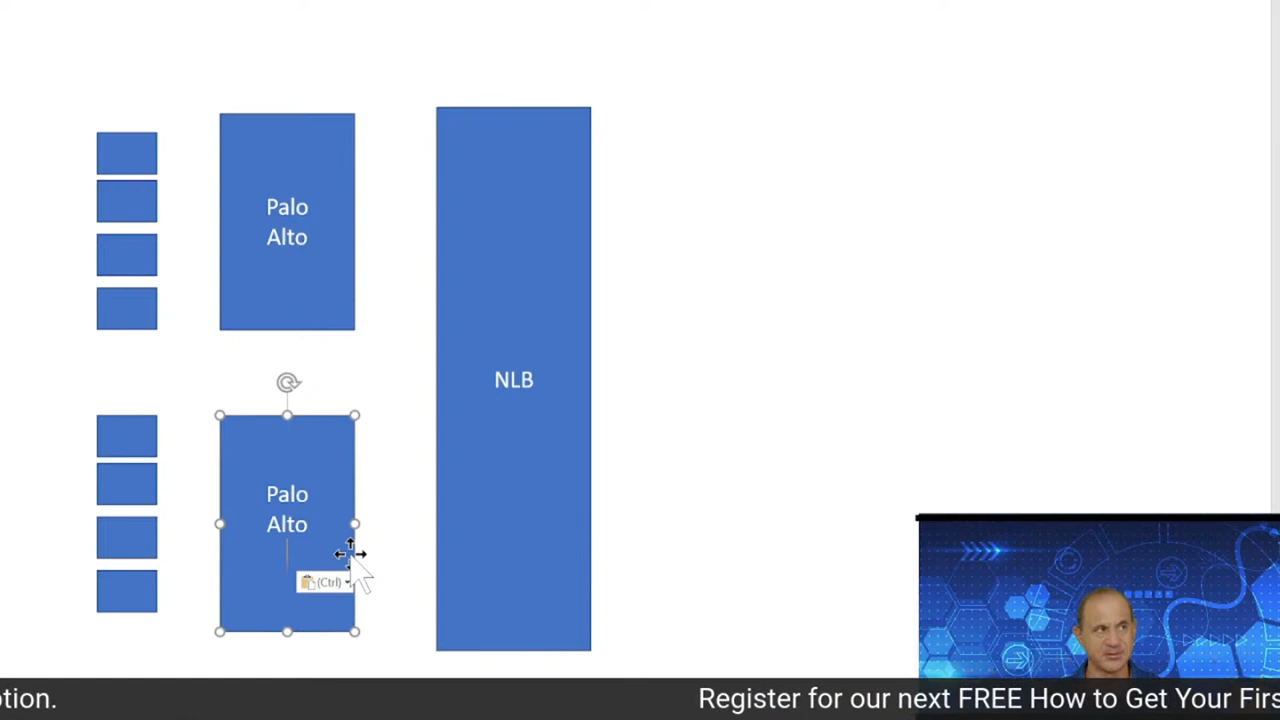 Palo
Alto
NLB
Palo
Alto
(Ctrl)
tion.
Register for our next FREE How to Get Your Firs